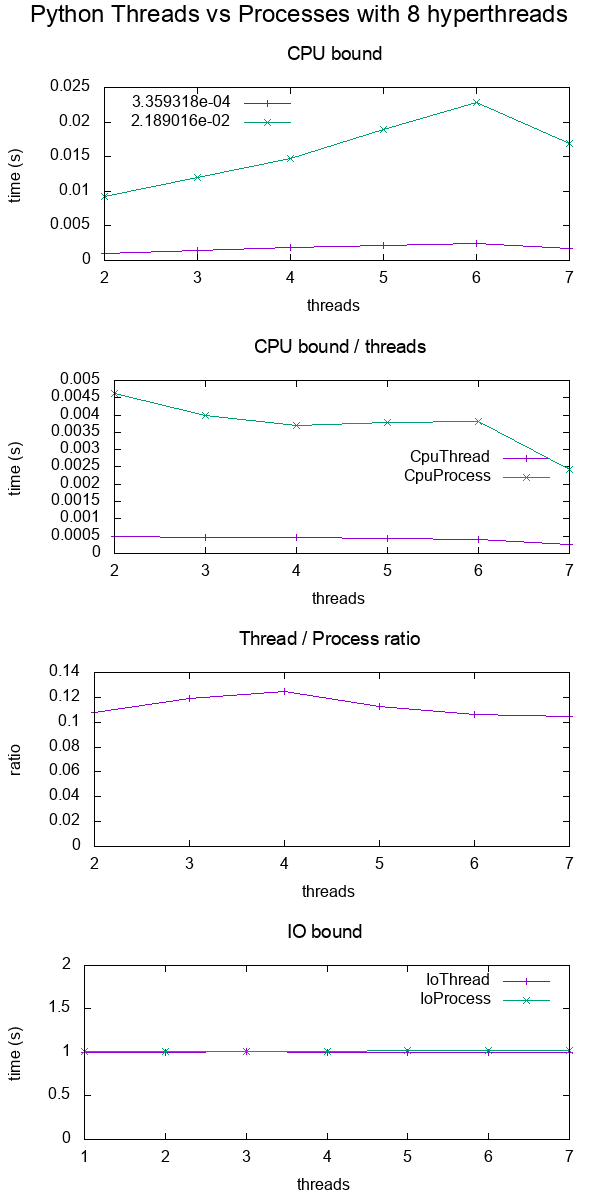 Python Threads vs Processes with 8 hyperthreads
CPU bound
0.025
0.02
0.015
0.01
0.005
0
time (s)
3.359318e-04
2.189016e-02
2 3 4 5 6 7
threads
CPU bound / threads
0.005
0.0045
0.004
0.0035
0.003
0.0025
0.002
0.0015
0.001
0.0005
0
time (s)
CpuThread
CpuProcess
2 3 4 5 6 7
threads
Thread / Process ratio
0.14
0.12
0.1
0.08
0.06
0.04
0.02
0
ratio
2 3 4 5 6 7
threads
IO bound
2
1.5
1
0.5
0
time (s)
IoThread
IoProcess
1 2 3 4 5 6 7
threads